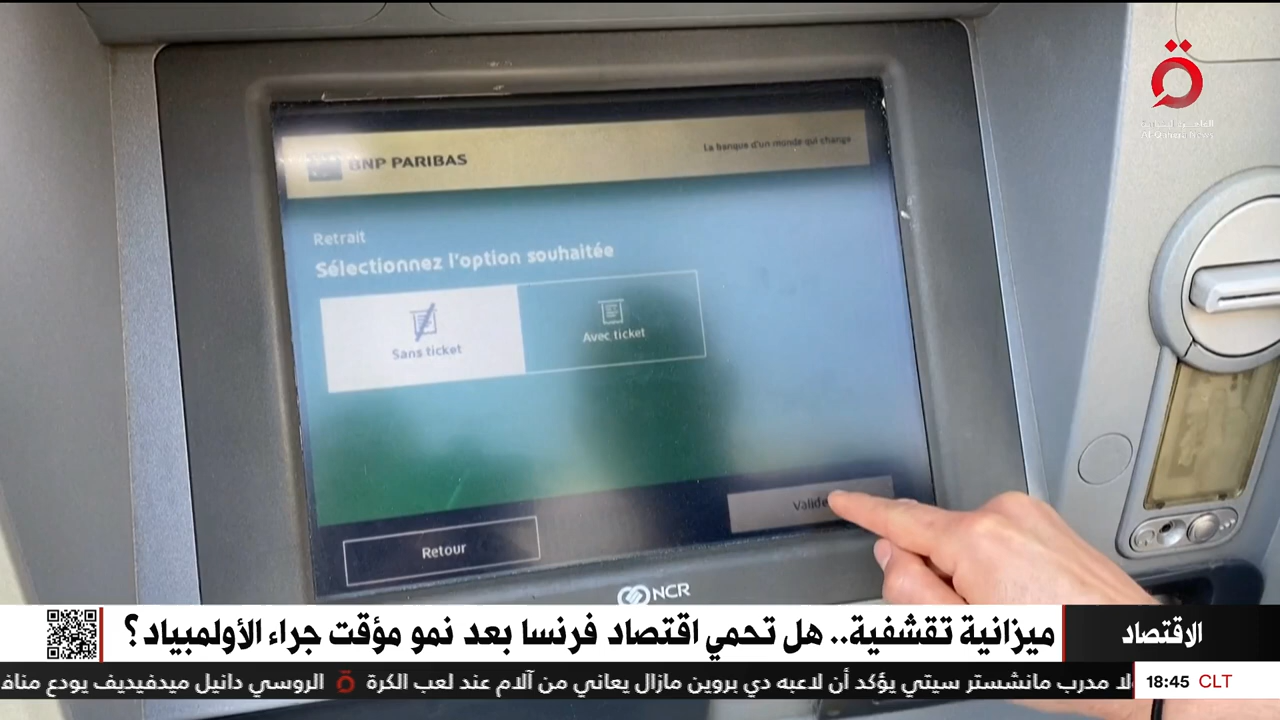 BNP PARIBAS
La banque d'un monde qui change
Retrait
Sélectionnez l'option souhaitée
Sans ticket
Avec ticket
Retour
NCR
الاقتصاد
ميزانية تقشفية.. هل تحمي اقتصاد فرنسا بعد نمو مؤقت جراء الأولمبياد؟
18:45 CLT
مدرب مانشستر سيتي يؤكد أن لاعبه دي بروين مازال يعاني من آلام عند لعب الكرة
الروسي دانيل ميدفيديف يودع